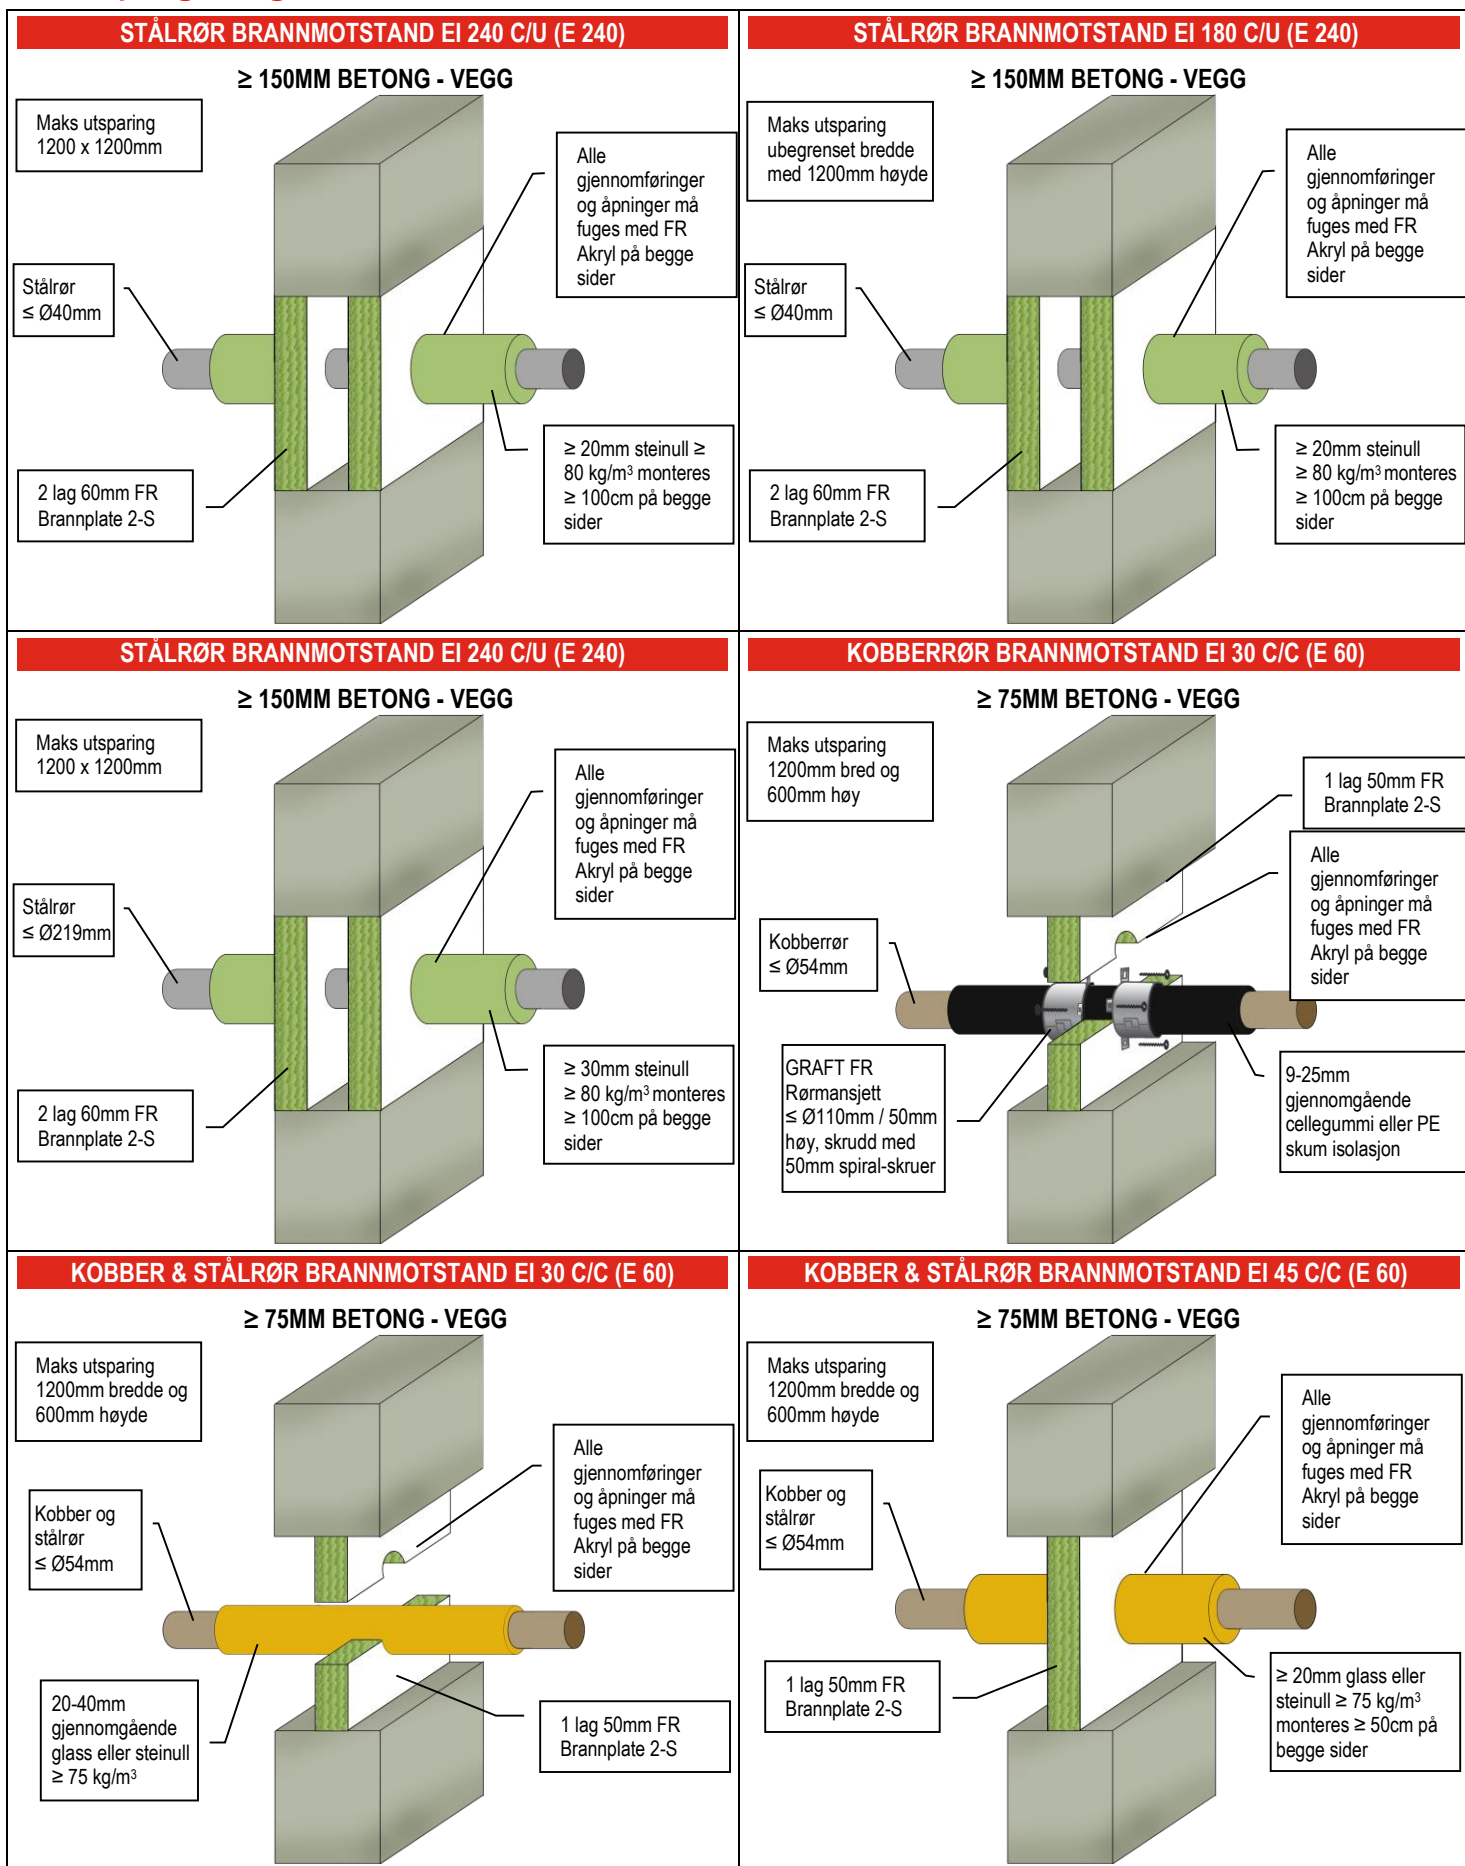 STÅLRØR BRANNMOTSTAND EI 240 C/U (E 240)
≥ 150MM BETONG - VEGG
Maks utsparing
1200 x 1200mm
Alle
gjennomføringer
og åpninger må
fuges med FR
Akryl på begge
sider
Stålrør
≤ Ø40mm
≥ 20mm steinull ≥
80 kg/m³ monteres
≥ 100cm på begge
sider
2 lag 60mm FR
Brannplate 2-S
STÅLRØR BRANNMOTSTAND EI 180 C/U (E 240)
≥ 150MM BETONG - VEGG
Maks utsparing
ubegrenset bredde
med 1200mm høyde
Alle
gjennomføringer
og åpninger må
fuges med FR
Akryl på begge
sider
Stålrør
≤ Ø40mm
≥ 20mm steinull
≥ 80 kg/m³ monteres
≥ 100cm på begge
sider
2 lag 60mm FR
Brannplate 2-S
STÅLRØR BRANNMOTSTAND EI 240 C/U (E 240)
≥ 150MM BETONG - VEGG
Maks utsparing
1200 x 1200mm
Alle
gjennomføringer
og åpninger må
fuges med FR
Akryl på begge
sider
Stålrør
≤ Ø219mm
≥ 30mm steinull
≥ 80 kg/m³ monteres
≥ 100cm på begge
sider
2 lag 60mm FR
Brannplate 2-S
KOBBERRØR BRANNMOTSTAND EI 30 C/C (E 60)
≥ 75MM BETONG - VEGG
Maks utsparing
1200mm bred og
600mm høy
1 lag 50mm FR
Brannplate 2-S
Alle
gjennomføringer
og åpninger må
fuges med FR
Akryl på begge
sider
Kobberrør
≤ Ø54mm
GRAFT FR
Rørmansjett
≤ Ø110mm / 50mm
høy, skrudd med
50mm spiral-skruer
9-25mm
gjennomgående
cellegummi eller PE
skum isolasjon
KOBBER & STÅLRØR BRANNMOTSTAND EI 30 C/C (E 60)
≥ 75MM BETONG - VEGG
Maks utsparing
1200mm bredde og
600mm høyde
Alle
gjennomføringer
og åpninger må
fuges med FR
Akryl på begge
sider
Kobber og
stålrør
≤ Ø54mm
20-40mm
gjennomgående
glass eller steinull
≥ 75 kg/m³
1 lag 50mm FR
Brannplate 2-S
KOBBER & STÅLRØR BRANNMOTSTAND EI 45 C/C (E 60)
≥ 75MM BETONG - VEGG
Maks utsparing
1200mm bredde og
600mm høyde
Alle
gjennomføringer
og åpninger må
fuges med FR
Akryl på begge
sider
Kobber og
stålrør
≤ Ø54mm
1 lag 50mm FR
Brannplate 2-S
≥ 20mm glass eller
steinull ≥ 75 kg/m³
monteres ≥ 50cm på
begge sider